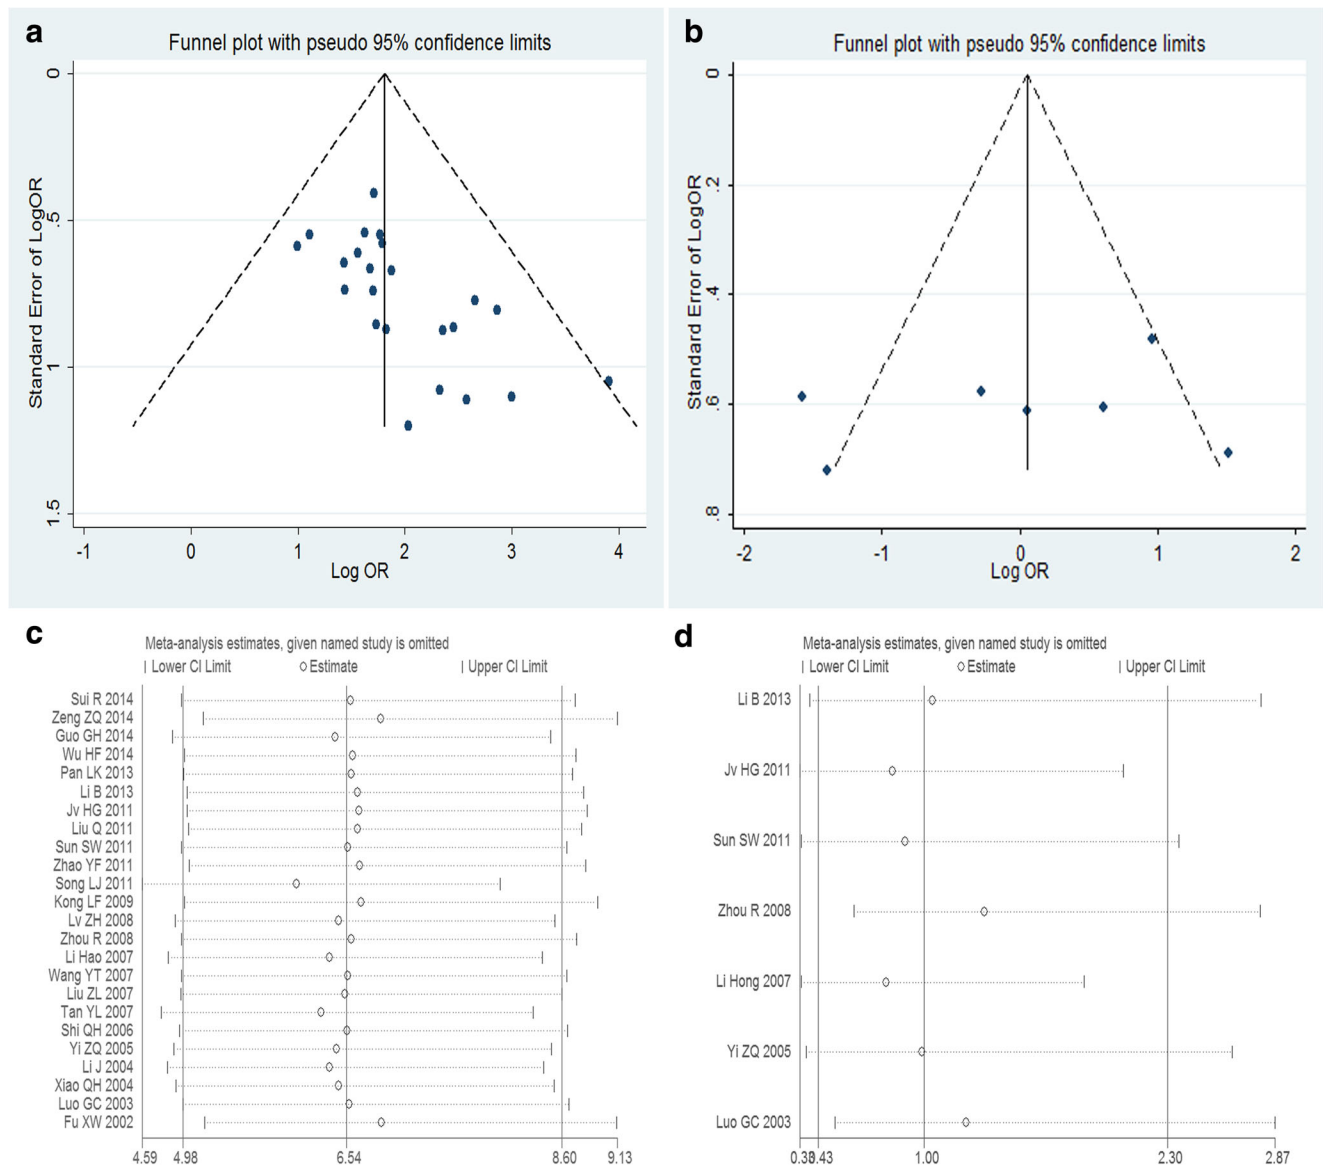 a
Funnel plot with pseudo 95% confidence limits
Standard Error of LogOR
0
.5
1
1.5
-1 0 1 2 3 4
Log OR
b
Funnel plot with pseudo 95% confidence limits
Standard Error of LogOR
0
.2
.4
.6
.8
-2 -1 0 1 2
Log OR
c
Meta-analysis estimates, given named study is omitted
Lower CI Limit Estimate Upper CI Limit
Sui R 2014
Zeng ZQ 2014
Guo GH 2014
Wu HF 2014
Pan LK 2013
Li B 2013
Jv HG 2011
Liu Q 2011
Sun SW 2011
Zhao YF 2011
Song LJ 2011
Kong LF 2009
Lv ZH 2008
Zhou R 2008
Li Hao 2007
Wang YT 2007
Liu ZL 2007
Tan YL 2007
Shi QH 2006
Yi ZQ 2005
Li J 2004
Xiao QH 2004
Luo GC 2003
Fu XW 2002
4.59 4.98 6.54 8.60 9.13
d
Meta-analysis estimates, given named study is omitted
Lower CI Limit Estimate Upper CI Limit
Li B 2013
Jv HG 2011
Sun SW 2011
Zhou R 2008
Li Hong 2007
Yi ZQ 2005
Luo GC 2003
1.00 2.30 2.87